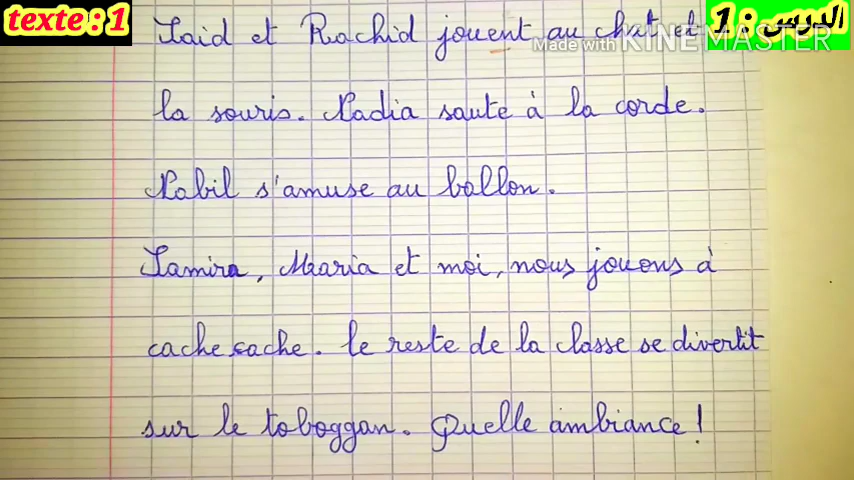 texte : 1
الدرس : 1
Said et Rachid jouent au chat et
Made with KINEMASTER
la souris. Nadia saute à la corde.
Nabil s'amuse au ballon.
Samira, Maria et moi, nous jouons à
cache cache. le reste de la classe se divertit
sur le toboggan. Quelle ambiance !